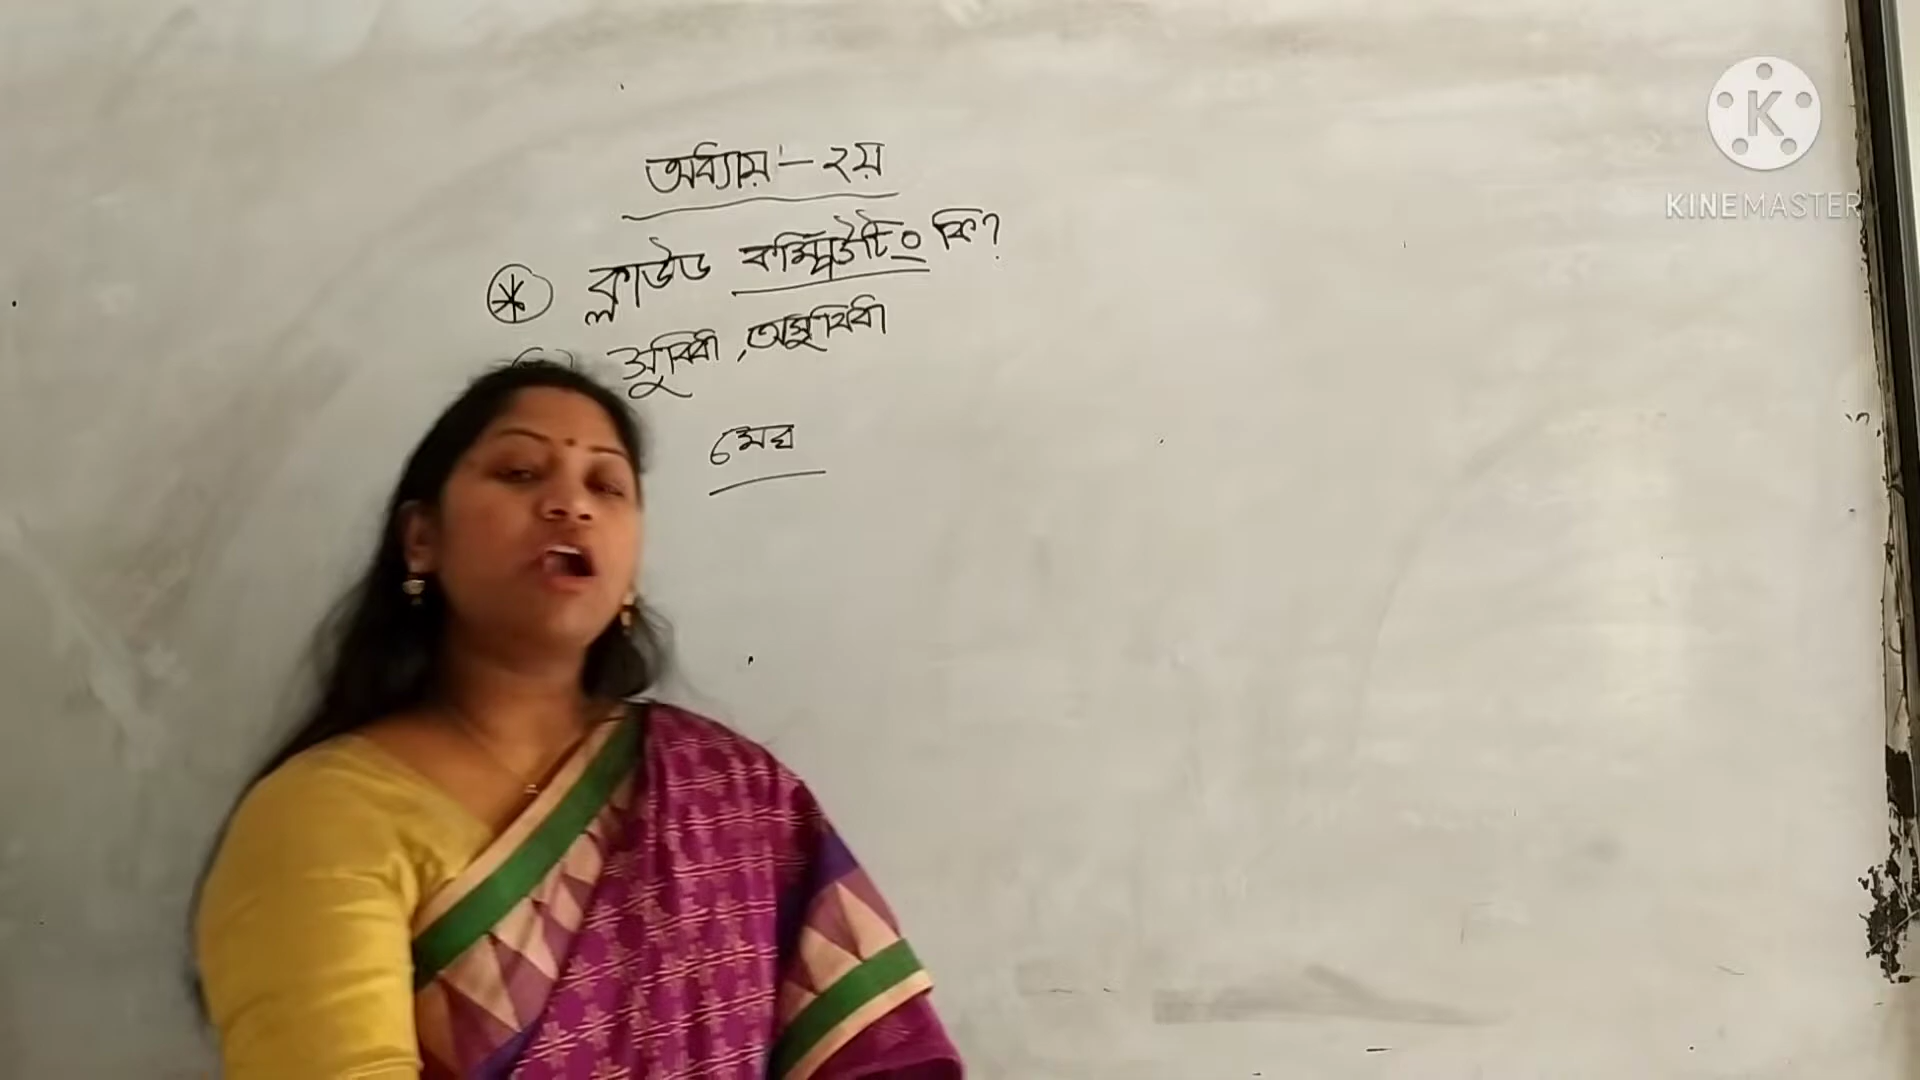 অধ্যায় :- ২য়
ক্লাউড কম্পিউটিং কি?
সুবিধা, অসুবিধা
মেঘ
K
KINEMASTER